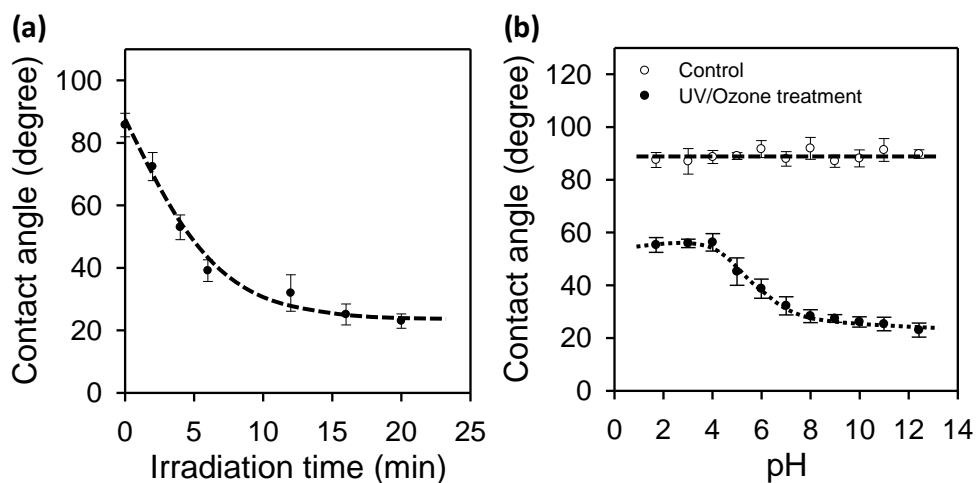 (a)
Contact angle (degree)
100
80
60
40
20
0
0 5 10 15 20 25
Irradiation time (min)
(b)
Contact angle (degree)
120
100
80
60
40
20
0
Control
UV/Ozone treatment
0 2 4 6 8 10 12 14
pH